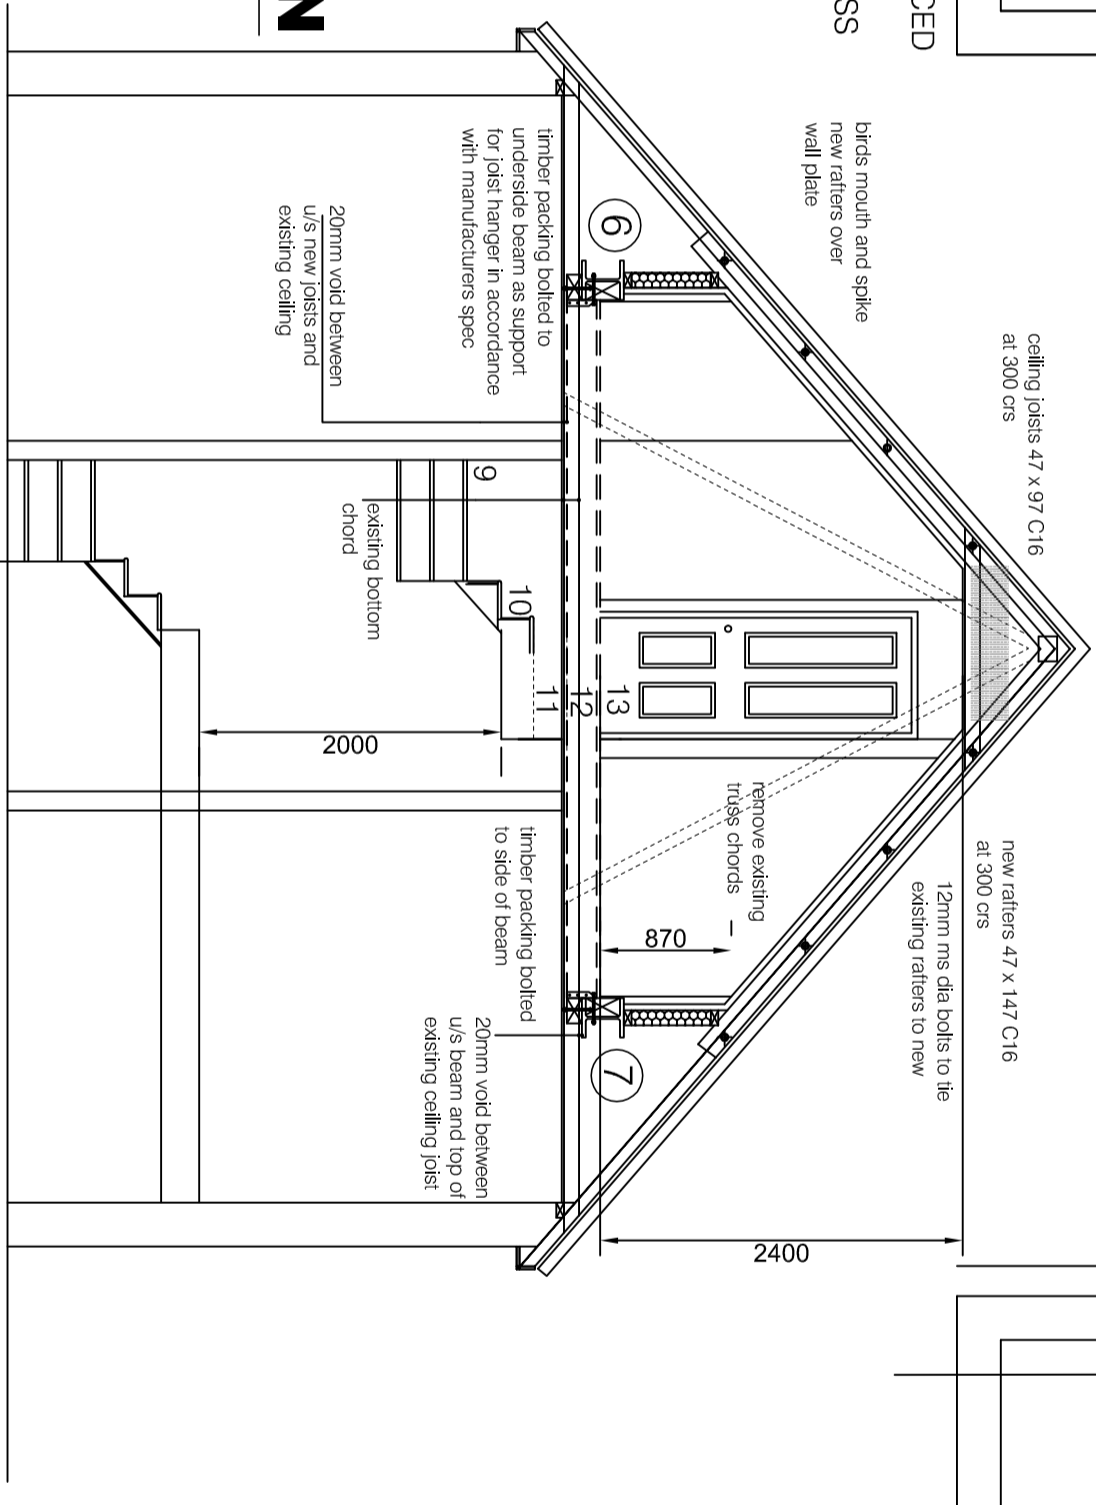 CED
SS
N
ceiling joists 47 x 97 C16
at 300 crs
birds mouth and spike
new rafters over
wall plate
new rafters 47 x 147 C16
at 300 crs
12mm ms dia bolts to tie
existing rafters to new
remove existing
truss chords
870
2400
6
7
13
12
11
10
9
timber packing bolted to
underside beam as support
for joist hanger in accordance
with manufacturers spec
20mm void between
u/s new joists and
existing ceiling
existing bottom
chord
2000
timber packing bolted
to side of beam
20mm void between
u/s beam and top of
existing ceiling joist